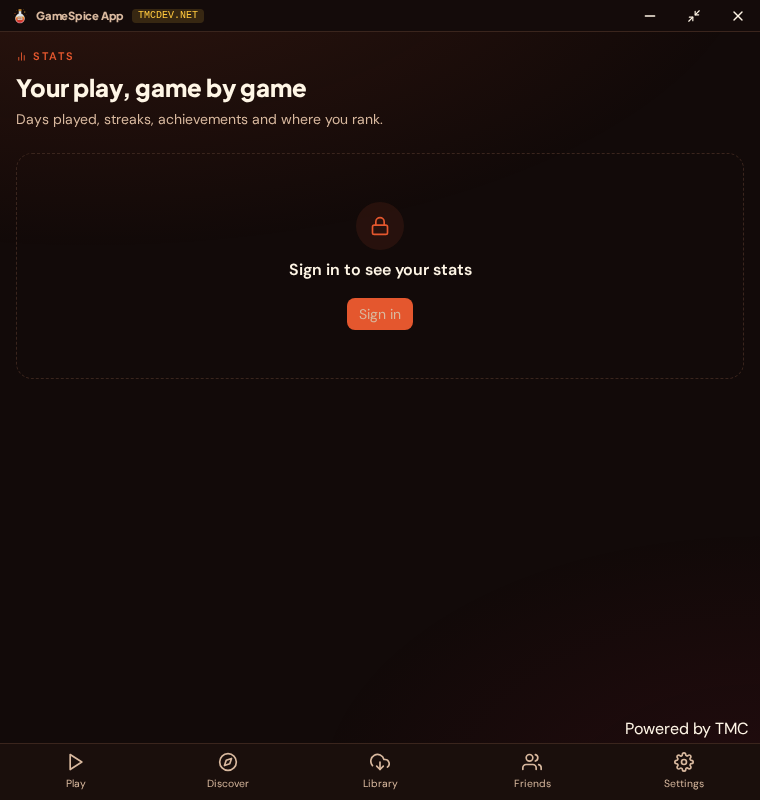 GameSpice App TMCDEV.NET
STATS
Your play, game by game
Days played, streaks, achievements and where you rank.
Sign in to see your stats
Sign in
Powered by TMC
Play Discover Library Friends Settings